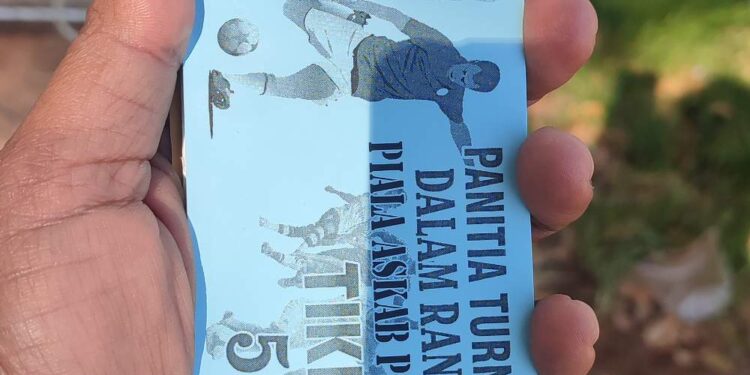 PANITIA TURN
DALAM RAN
PIALA ASKAB P
TIK
5